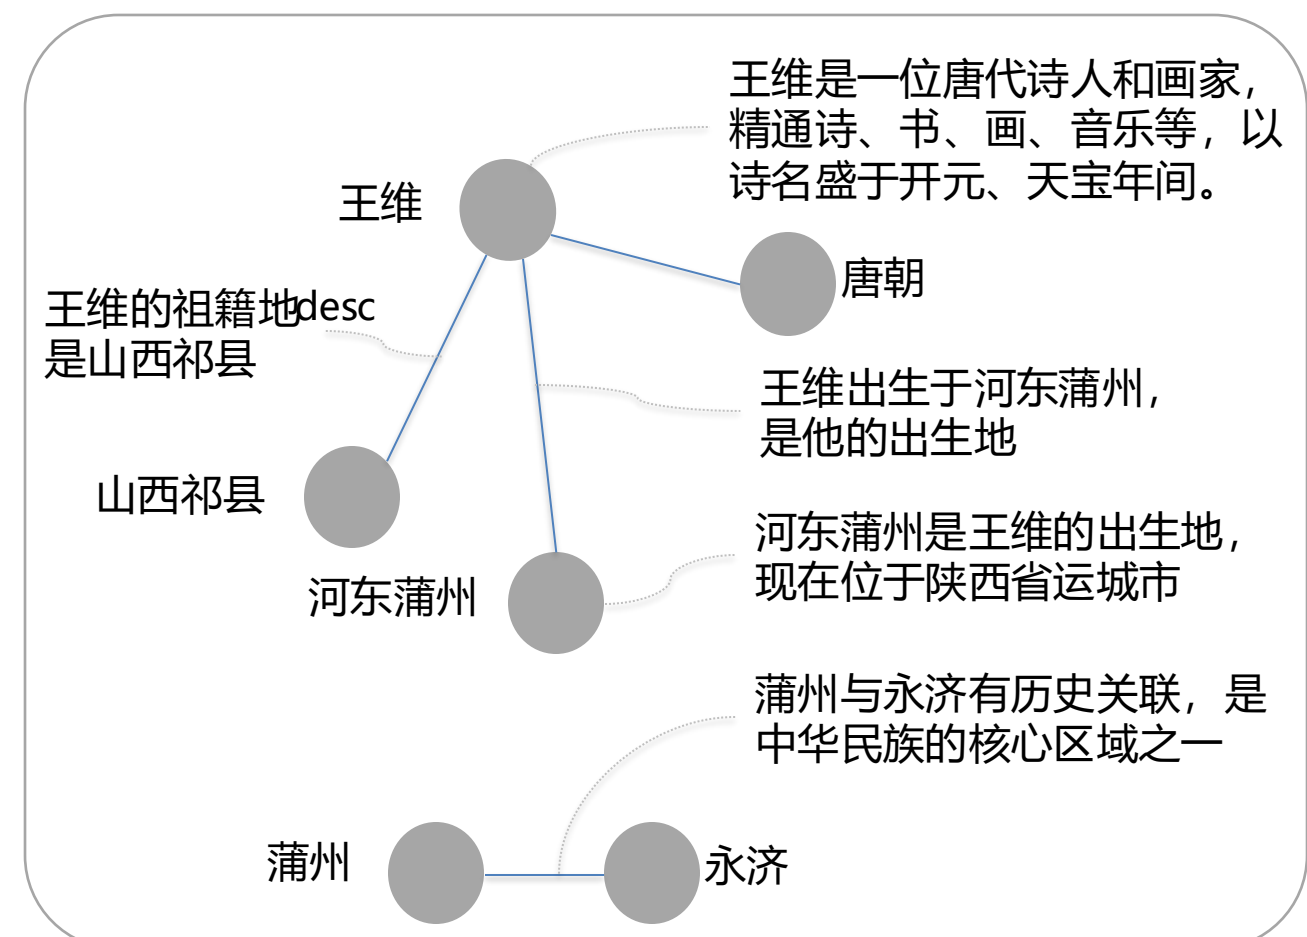 王维是一位唐代诗人和画家，
精通诗、书、画、音乐等，以
诗名盛于开元、天宝年间。
王维
唐朝
王维的祖籍地desc
是山西祁县
王维出生于河东蒲州，
是他的出生地
山西祁县
河东蒲州是王维的出生地，
现在位于陕西省运城市
河东蒲州
蒲州与永济有历史关联，是
中华民族的核心区域之一
蒲州
永济